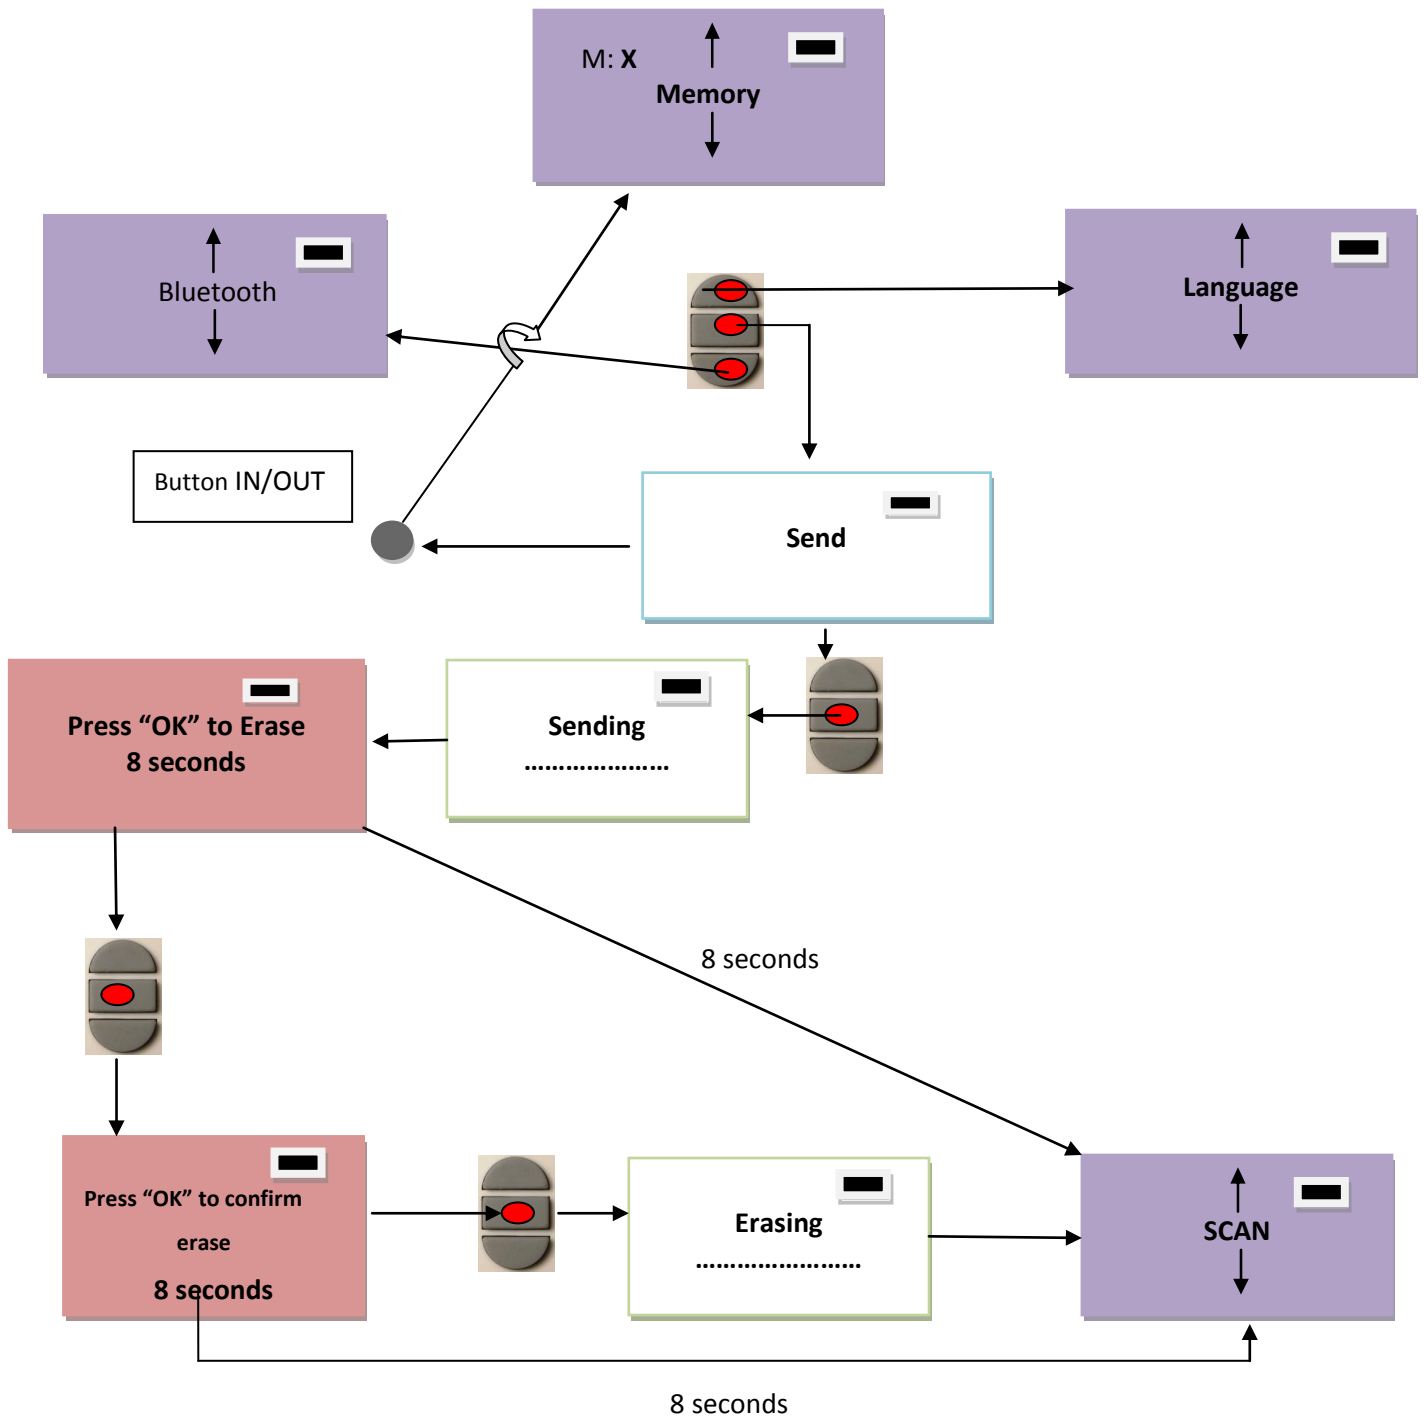 M: X
Memory
Bluetooth
Language
Button IN/OUT
Send
Press “OK” to Erase
8 seconds
Sending
.....................
8 seconds
Press “OK” to confirm
erase
8 seconds
Erasing
........................
SCAN
8 seconds